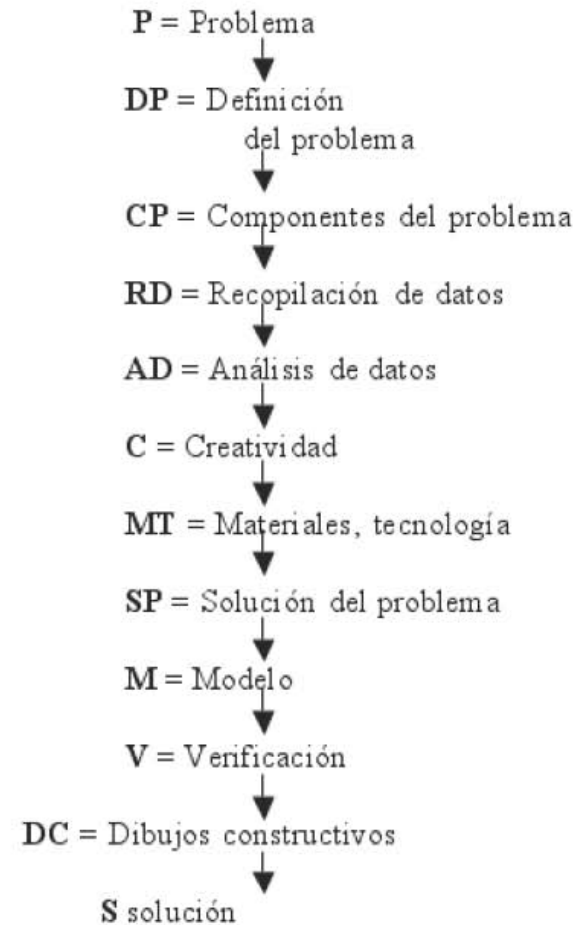 P = Problema
DP = Definición
del problema
CP = Componentes del problema
RD = Recopilación de datos
AD = Análisis de datos
C = Creatividad
MT = Materiales, tecnología
SP = Solución del problema
M = Modelo
V = Verificación
DC = Dibujos constructivos
S solución